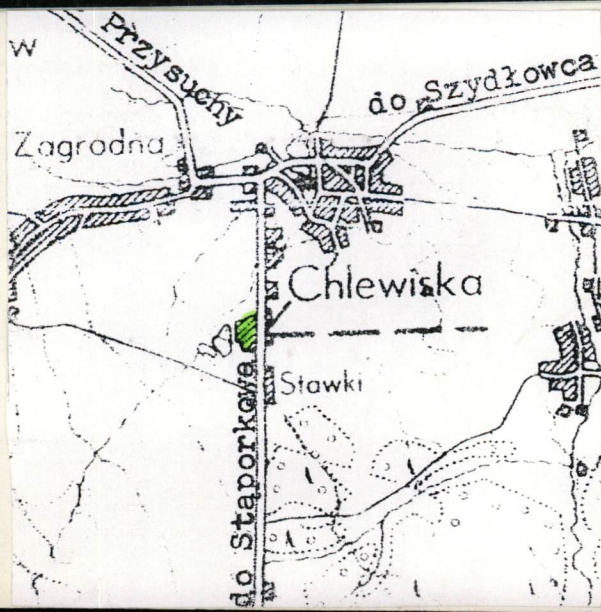 w
Przysuchy
do Szydłowca
Zagrodna
Chlewiska
Stawki
do Stąporkowa